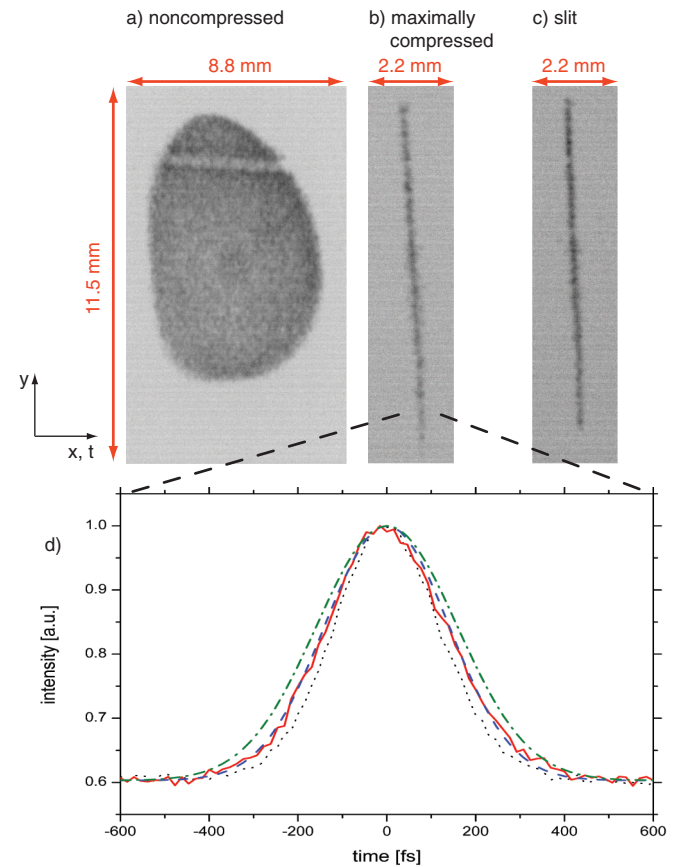 a) noncompressed
b) maximally
compressed
c) slit
8.8 mm
2.2 mm
2.2 mm
11.5 mm
y
x, t
d)
1.0
0.9
0.8
0.7
0.6
intensity [a.u.]
-600
-400
-200
0
200
400
600
time [fs]